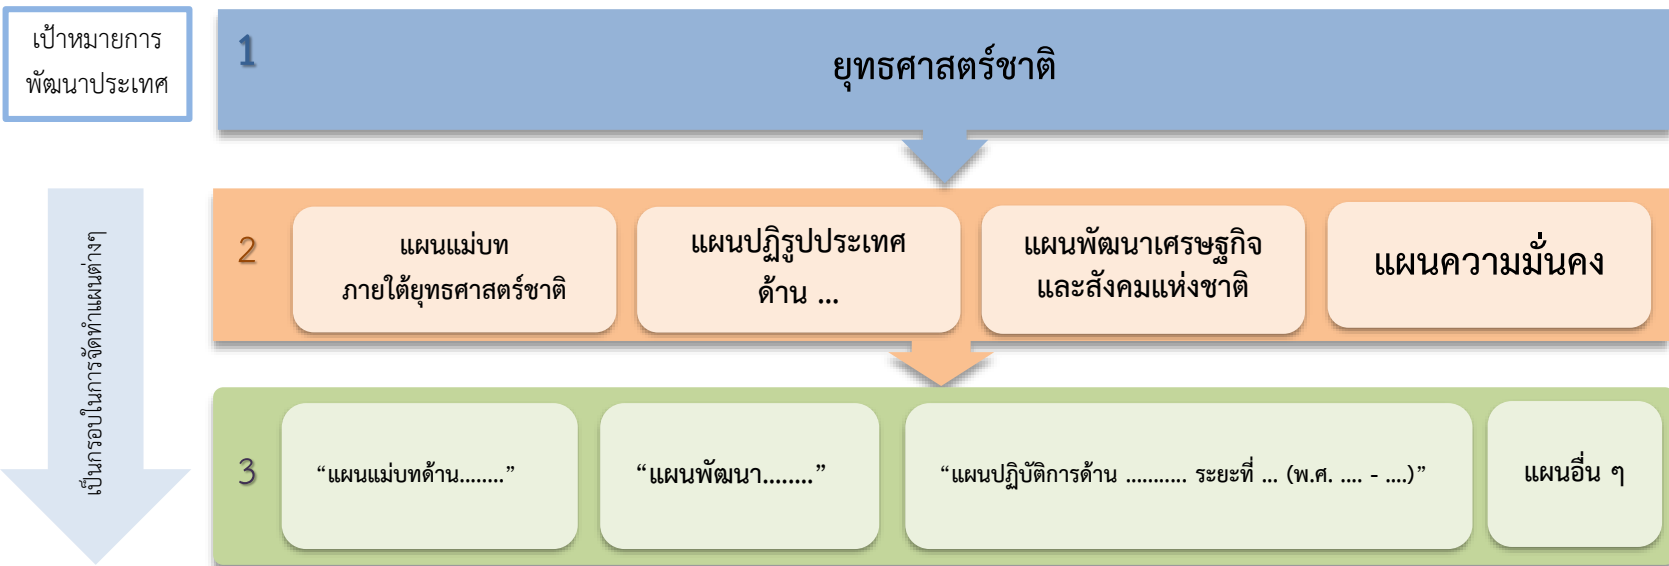 เป้าหมายการ
พัฒนาประเทศ
1
ยุทธศาสตร์ชาติ
เป็นกรอบในการจัดทำแผนต่างๆ
2
แผนแม่บท
ภายใต้ยุทธศาสตร์ชาติ
แผนปฏิรูปประเทศ
ด้าน ...
แผนพัฒนาเศรษฐกิจ
และสังคมแห่งชาติ
แผนความมั่นคง
3
“แผนแม่บทด้าน........”
“แผนพัฒนา........”
“แผนปฏิบัติการด้าน ........... ระยะที่ ... (พ.ศ. .... - ....)”
แผนอื่น ๆ